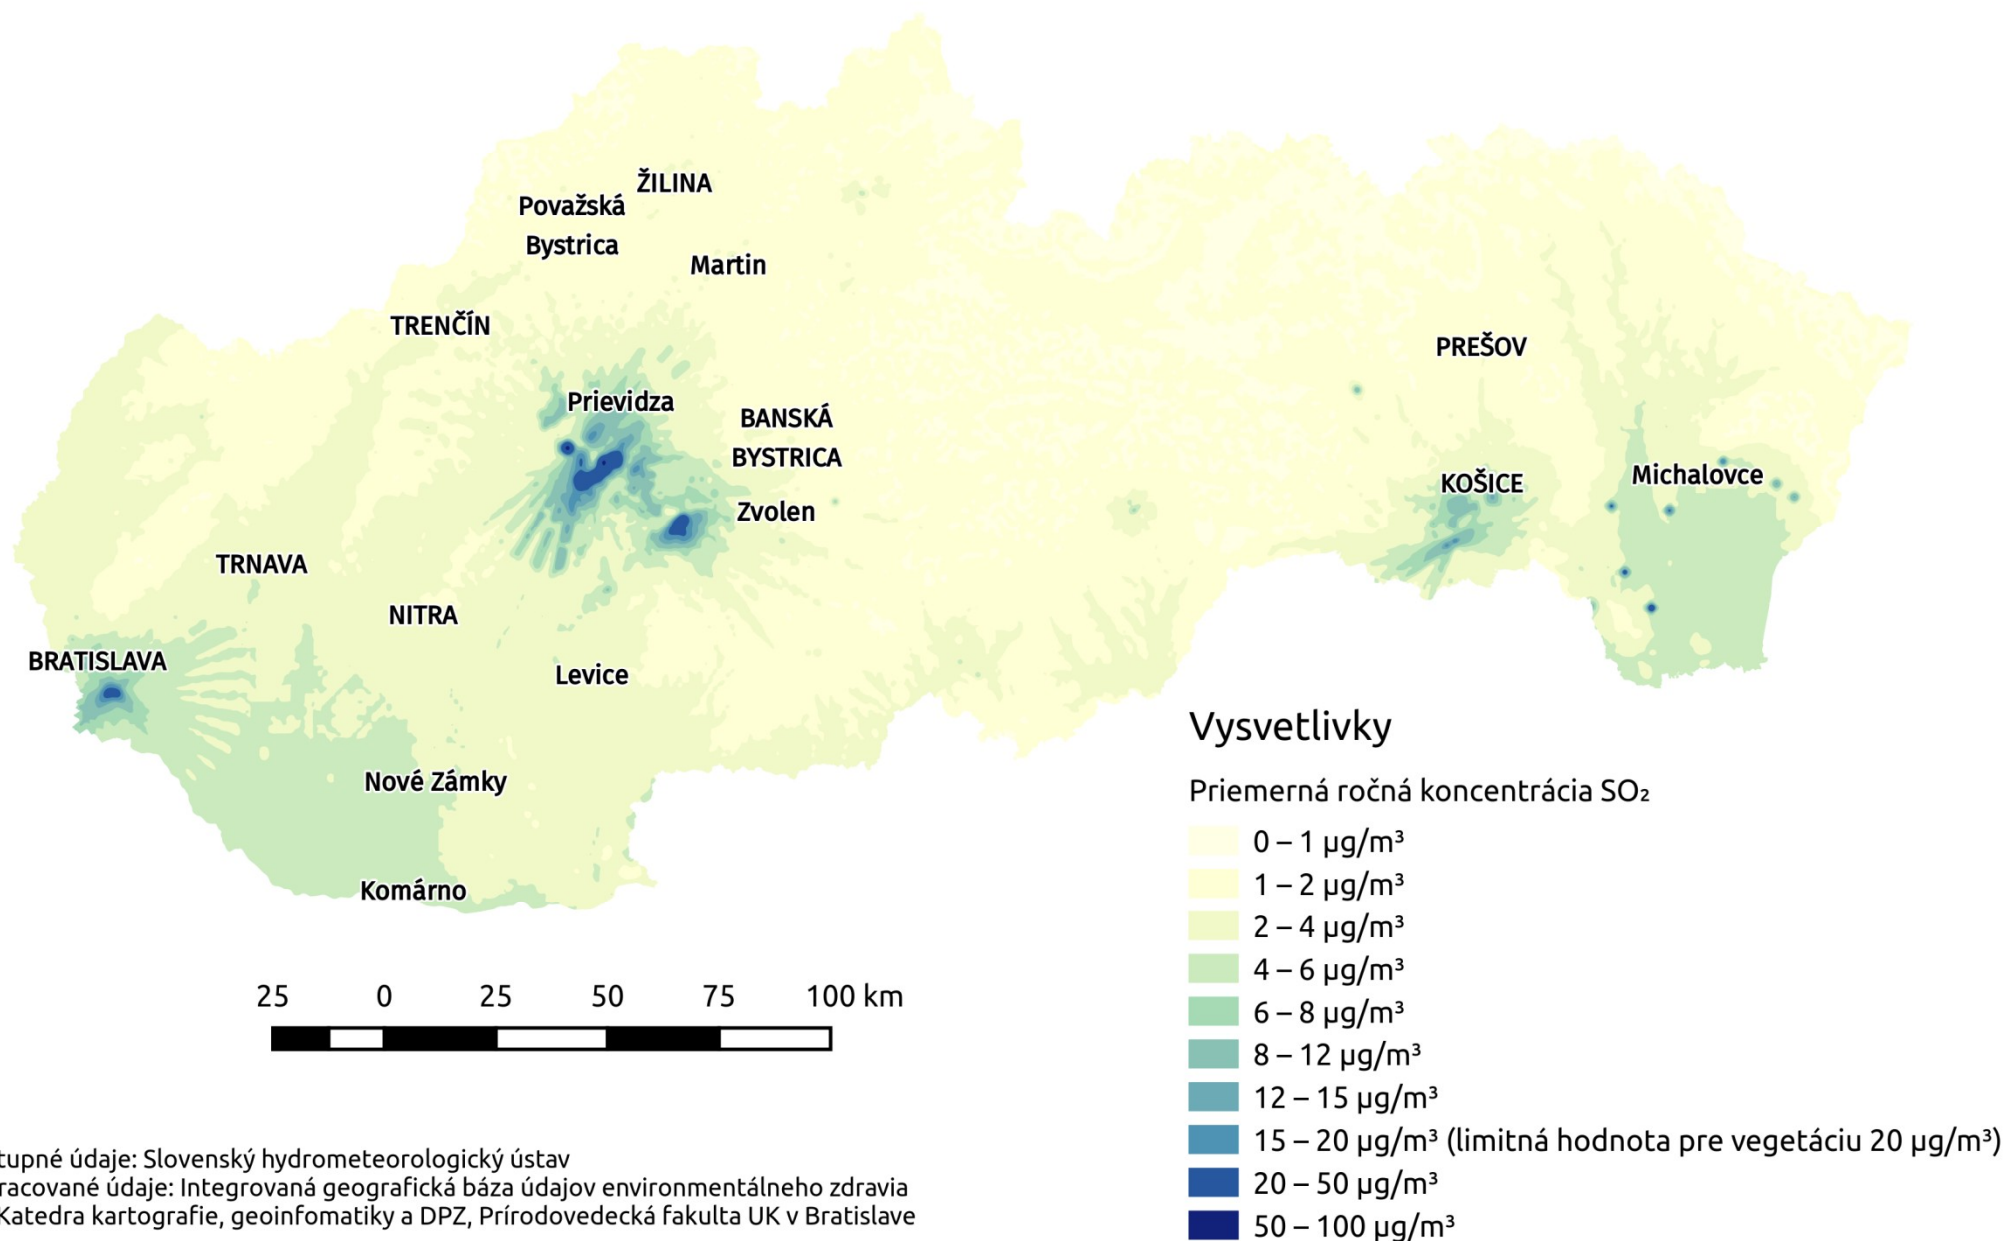 ŽILINA
Považská
Bystrica
Martin
TRENČÍN
PREŠOV
Prievidza
BANSKÁ
BYSTRICA
KOŠICE
Michalovce
Zvolen
TRNAVA
NITRA
BRATISLAVA
Levice
Nové Zámky
Komárno
Vysvetlivky
Priemerná ročná koncentrácia SO₂
0 – 1 µg/m³
1 – 2 µg/m³
2 – 4 µg/m³
4 – 6 µg/m³
6 – 8 µg/m³
8 – 12 µg/m³
12 – 15 µg/m³
15 – 20 µg/m³ (limitná hodnota pre vegetáciu 20 µg/m³)
20 – 50 µg/m³
50 – 100 µg/m³
25 0 25 50 75 100 km
tupné údaje: Slovenský hydrometeorologický ústav
racované údaje: Integrovaná geografická báza údajov environmentálneho zdravia
Katedra kartografie, geoinfomatiky a DPZ, Prírodovedecká fakulta UK v Bratislave